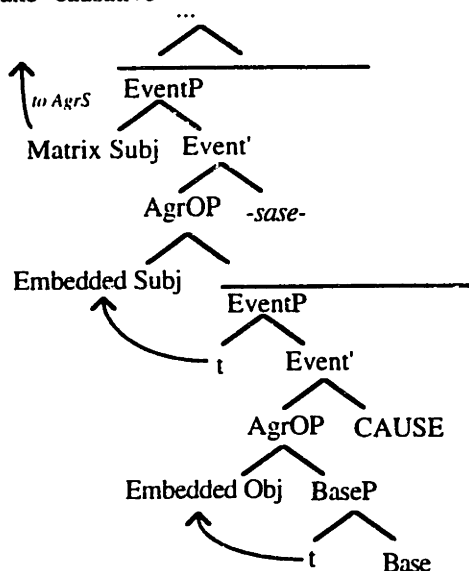 ...
to AgrS
EventP
Matrix Subj Event'
AgrOP -sase-
Embedded Subj
EventP
t
Event'
AgrOP CAUSE
Embedded Obj BaseP
t Base